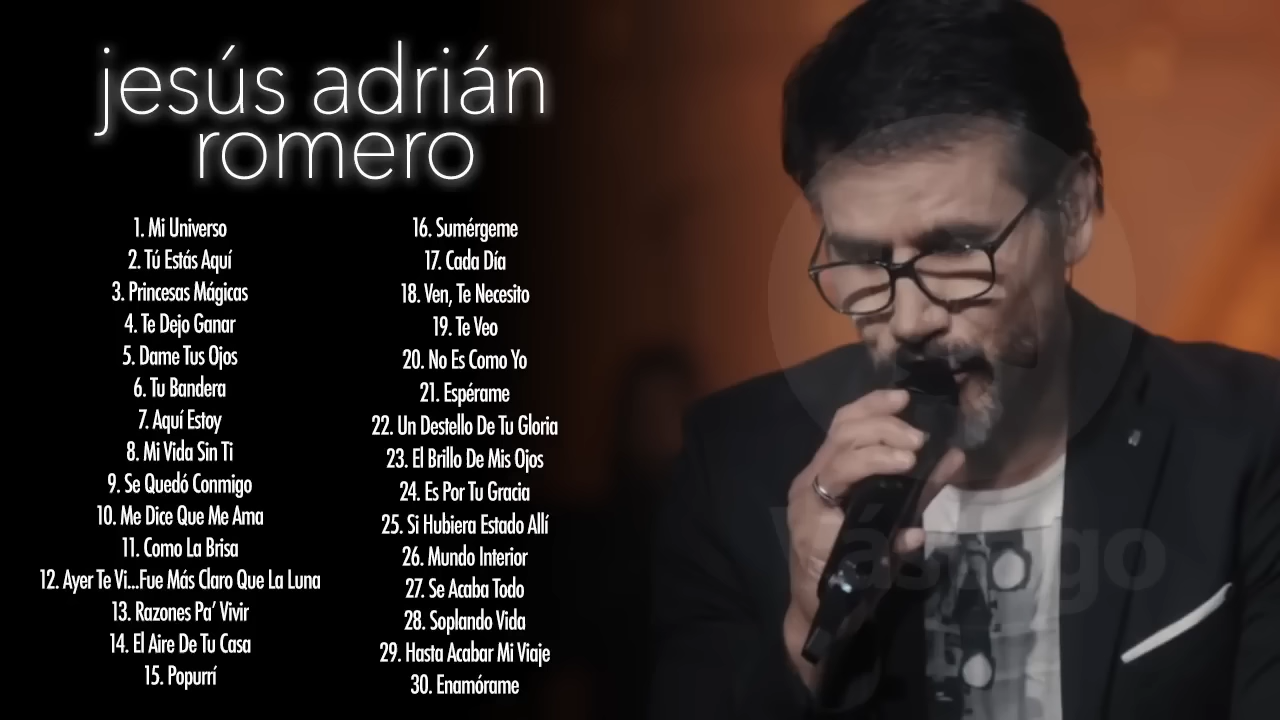 jesús adrián
romero
1. Mi Universo
2. Tú Estás Aquí
3. Princesas Mágicas
4. Te Dejo Ganar
5. Dame Tus Ojos
6. Tu Bandera
7. Aquí Estoy
8. Mi Vida Sin Ti
9. Se Quedó Conmigo
10. Me Dice Que Me Ama
11. Como La Brisa
12. Ayer Te Vi...Fue Más Claro Que La Luna
13. Razones Pa’ Vivir
14. El Aire De Tu Casa
15. Popurrí
16. Sumérgeme
17. Cada Día
18. Ven, Te Necesito
19. Te Veo
20. No Es Como Yo
21. Espérame
22. Un Destello De Tu Gloria
23. El Brillo De Mis Ojos
24. Es Por Tu Gracia
25. Si Hubiera Estado Allí
26. Mundo Interior
27. Se Acaba Todo
28. Soplando Vida
29. Hasta Acabar Mi Viaje
30. Enamórame
Vástago